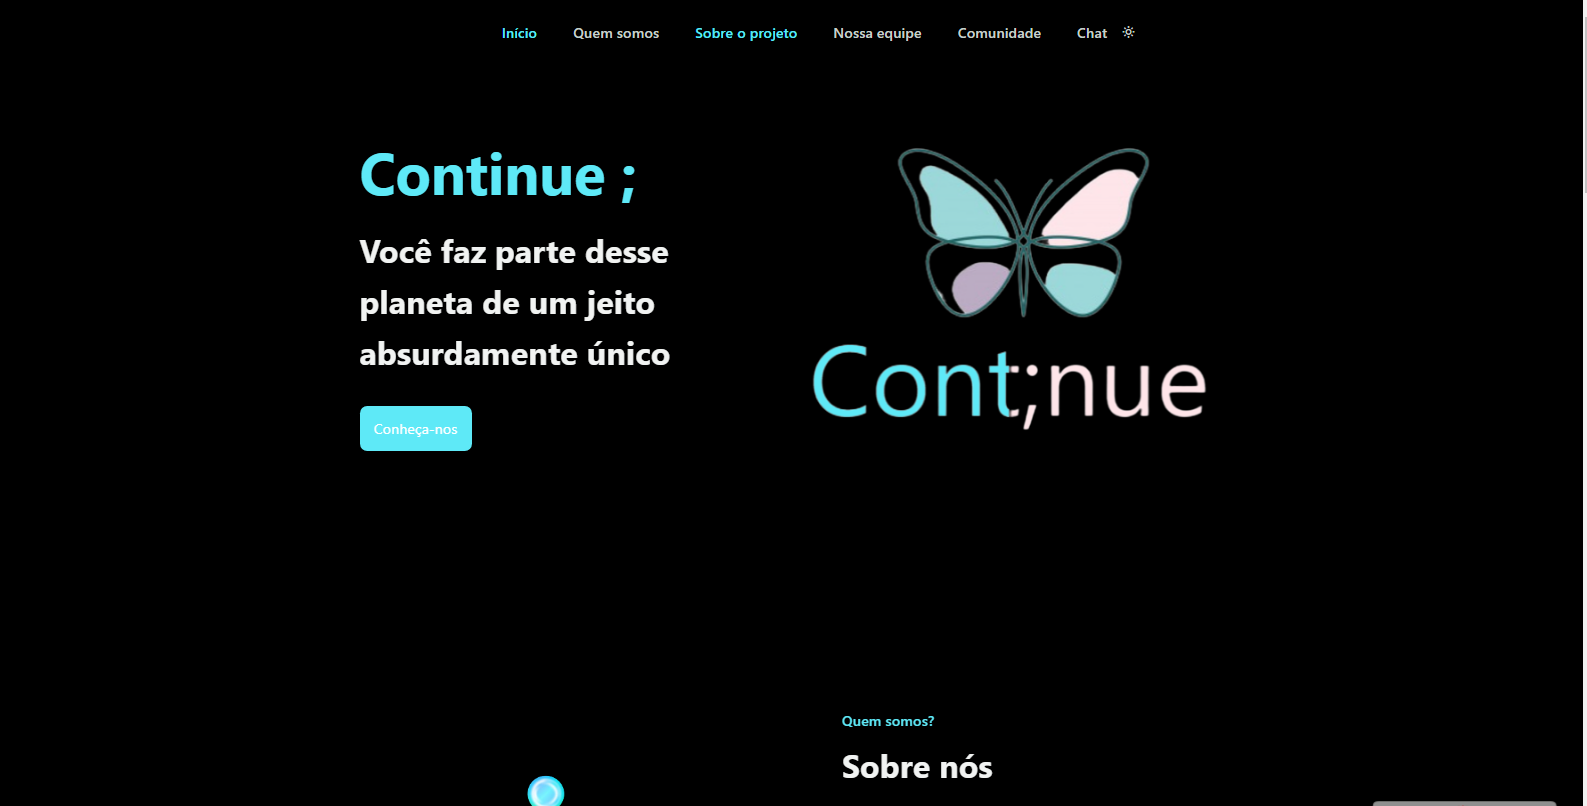 Início Quem somos Sobre o projeto Nossa equipe Comunidade Chat
Continue ;
Você faz parte desse
planeta de um jeito
absurdamente único
Conheça-nos
Cont;nue
Quem somos?
Sobre nós